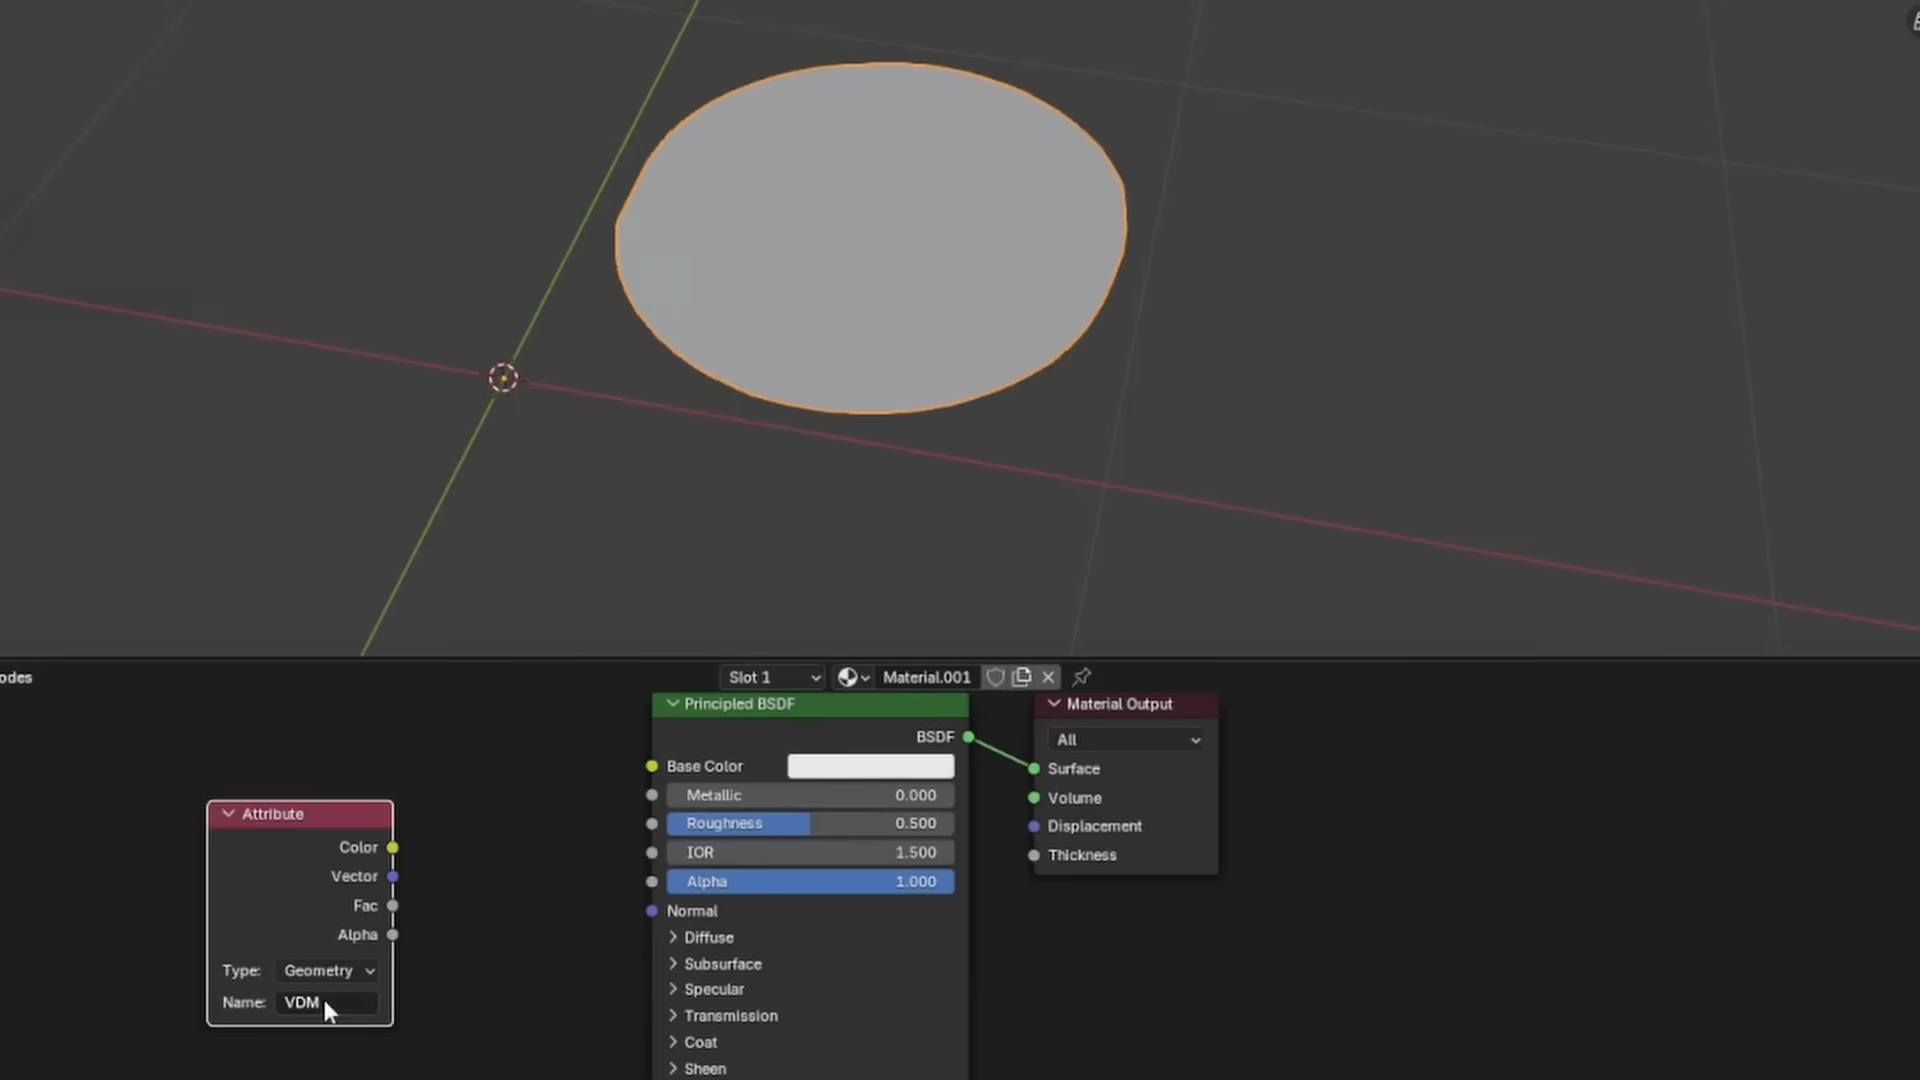 odes
Slot 1
Material.001
Principled BSDF
BSDF
Base Color
Metallic 0.000
Roughness 0.500
IOR 1.500
Alpha 1.000
Normal
Diffuse
Subsurface
Specular
Transmission
Coat
Sheen
Material Output
All
Surface
Volume
Displacement
Thickness
Attribute
Color
Vector
Fac
Alpha
Type: Geometry
Name: VDM